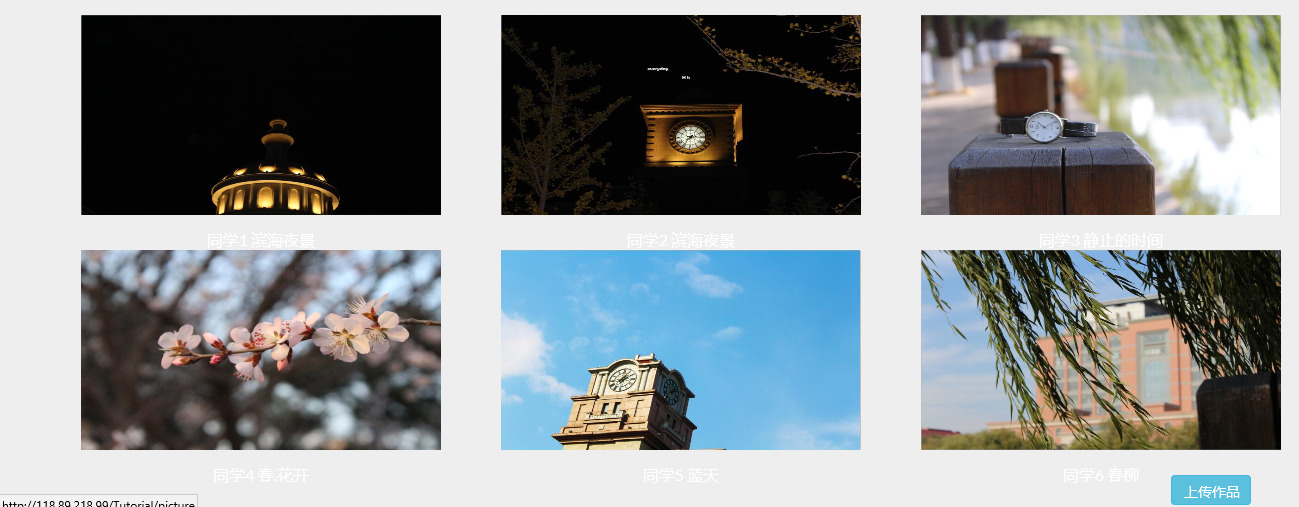 everyday
同学1 滨海夜景
同学2 滨海夜景
同学3 静止的时间
同学4 春.花开
同学5 蓝天
同学6 春柳
上传作品
http://118.89.218.99/Tutorial/picture